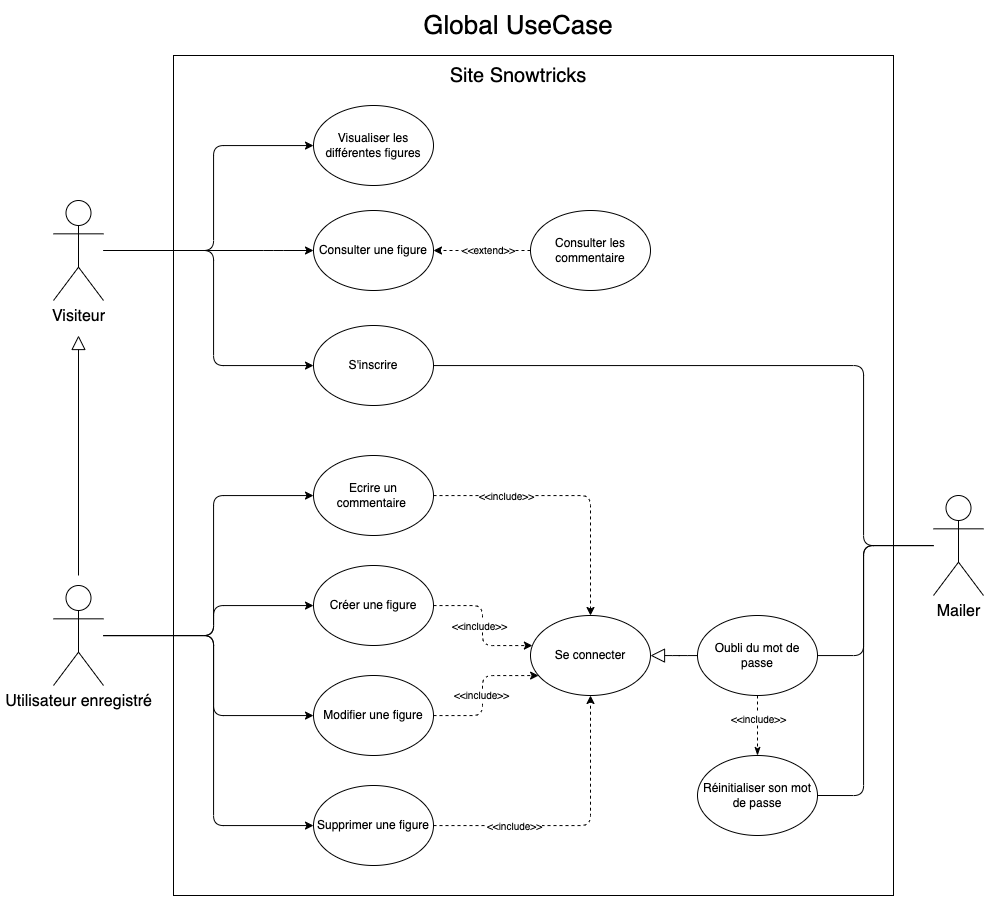 Global UseCase
Site Snowtricks
Visualiser les
différentes figures
Consulter une figure
<<extend>>
Consulter les
commentaire
Visiteur
S'inscrire
Ecrire un
commentaire
<<include>>
Créer une figure
<<include>>
Se connecter
Oubli du mot de
passe
Mailer
Utilisateur enregistré
<<include>>
Modifier une figure
<<include>>
Réinitialiser son mot
de passe
Supprimer une figure
<<include>>